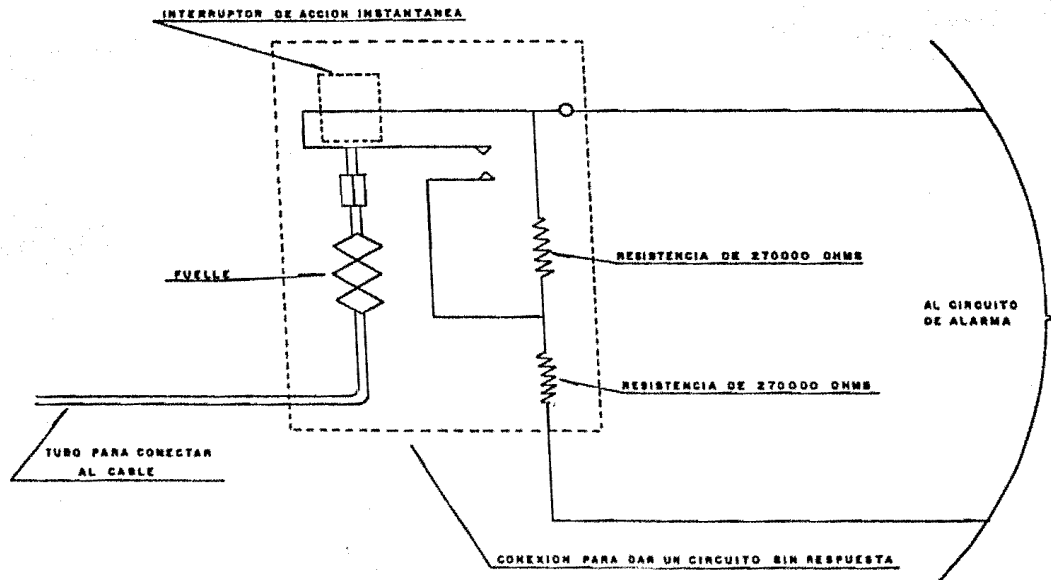 INTERRUPTOR DE ACCION INSTANTANEA
FUELLE
RESISTENCIA DE 270000 OHMS
AL CIRCUITO
DE ALARMA
RESISTENCIA DE 270000 OHMS
TUBO PARA CONECTAR
AL CABLE
CONEXION PARA DAR UN CIRCUITO SIN RESPUESTA